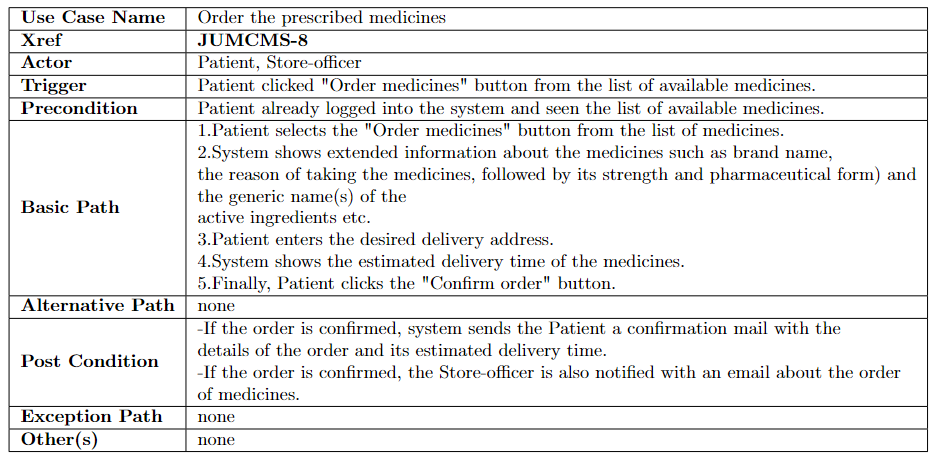 Use Case Name Order the prescribed medicines
Xref JUMCMS-8
Actor Patient, Store-officer
Trigger Patient clicked "Order medicines" button from the list of available medicines.
Precondition Patient already logged into the system and seen the list of available medicines.
Basic Path
1.Patient selects the "Order medicines" button from the list of medicines.
2.System shows extended information about the medicines such as brand name,
the reason of taking the medicines, followed by its strength and pharmaceutical form) and
the generic name(s) of the
active ingredients etc.
3.Patient enters the desired delivery address.
4.System shows the estimated delivery time of the medicines.
5.Finally, Patient clicks the "Confirm order" button.
Alternative Path none
Post Condition
-If the order is confirmed, system sends the Patient a confirmation mail with the
details of the order and its estimated delivery time.
-If the order is confirmed, the Store-officer is also notified with an email about the order
of medicines.
Exception Path none
Other(s) none